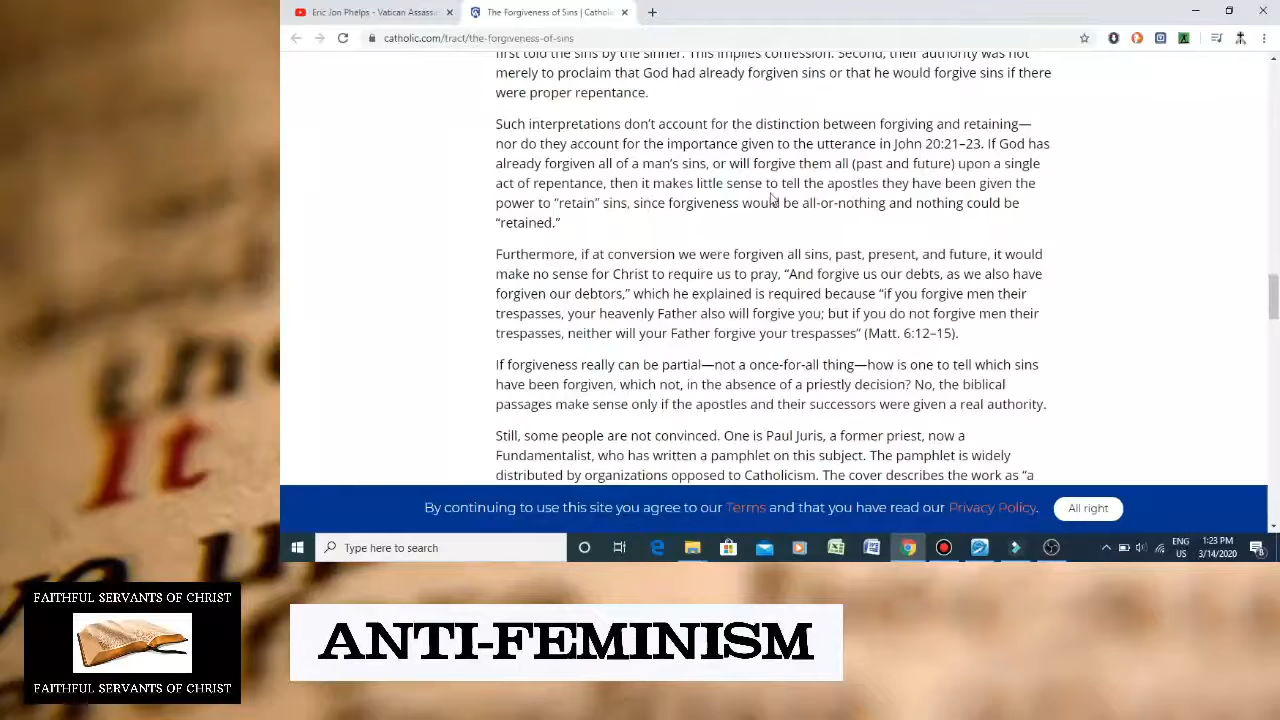 Eric Jon Phelps - Vatican Assassin
The Forgiveness of Sins | Catholic
catholic.com/tract/the-forgiveness-of-sins
first told the sins by the sinner. This implies confession. Second, their authority was not
merely to proclaim that God had already forgiven sins or that he would forgive sins if there
were proper repentance.
Such interpretations don't account for the distinction between forgiving and retaining—
nor do they account for the importance given to the utterance in John 20:21–23. If God has
already forgiven all of a man's sins, or will forgive them all (past and future) upon a single
act of repentance, then it makes little sense to tell the apostles they have been given the
power to "retain" sins, since forgiveness would be all-or-nothing and nothing could be
"retained."
Furthermore, if at conversion we were forgiven all sins, past, present, and future, it would
make no sense for Christ to require us to pray, "And forgive us our debts, as we also have
forgiven our debtors," which he explained is required because "if you forgive men their
trespasses, your heavenly Father also will forgive you; but if you do not forgive men their
trespasses, neither will your Father forgive your trespasses" (Matt. 6:12–15).
If forgiveness really can be partial—not a once-for-all thing—how is one to tell which sins
have been forgiven, which not, in the absence of a priestly decision? No, the biblical
passages make sense only if the apostles and their successors were given a real authority.
Still, some people are not convinced. One is Paul Juris, a former priest, now a
Fundamentalist, who has written a pamphlet on this subject. The pamphlet is widely
distributed by organizations opposed to Catholicism. The cover describes the work as "a
By continuing to use this site you agree to our Terms and that you have read our Privacy Policy.
All right
Type here to search
ENG
US
1:23 PM
3/14/2020
the
It
FAITHFUL SERVANTS OF CHRIST
FAITHFUL SERVANTS OF CHRIST
ANTI-FEMINISM